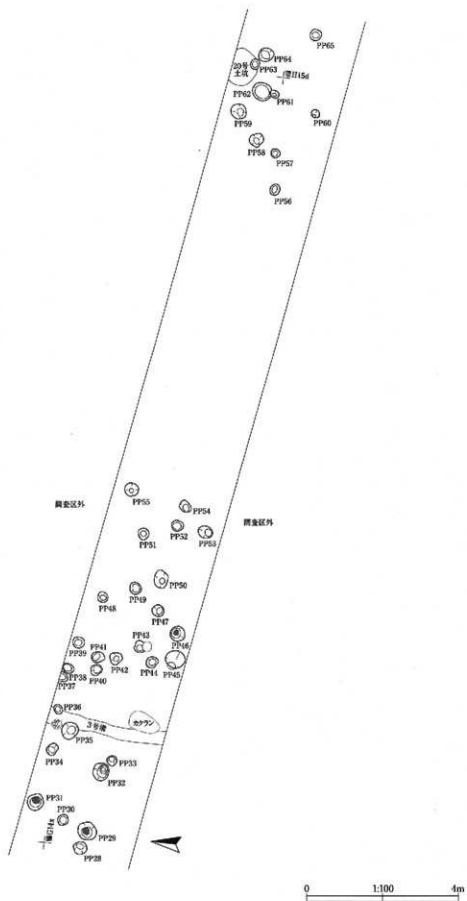 PP65
PP64
20号
土坑
PP63
PP62
PP61
PP59
PP60
PP58
PP57
PP56
PP55
調査区外
PP54
PP52
調査区外
PP51
PP53
PP50
PP49
PP48
PP47
PP43
PP46
PP39
PP41
PP42
PP44
PP45
PP38
PP40
PP37
PP36
カクラン
3号溝
PP35
PP34
PP33
PP32
PP31
PP30
PP29
PP28
0
1:100
4m